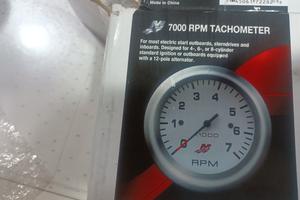 Made in China
7000 RPM TACHOMETER
For most electric start outboards, sterndrives and
inboards. Designed for 4-, 6-, or 8-cylinder
standard ignition or outboards equipped
with a 12-pole alternator.
3 4
2 5
1 6
0 7
X1000
RPM